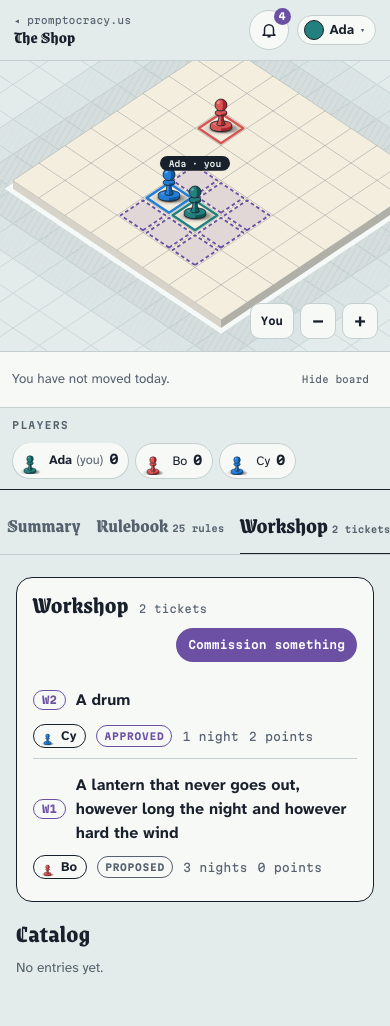 ◂ promptocracy.us
The Shop
4
Ada ▾
Ada · you
You − +
You have not moved today.
Hide board
PLAYERS
Ada (you) 0
Bo 0
Cy 0
Summary
Rulebook 25 rules
Workshop 2 tickets
Workshop 2 tickets
Commission something
W2 A drum
Cy APPROVED 1 night 2 points
A lantern that never goes out,
W1 however long the night and however
hard the wind
Bo PROPOSED 3 nights 0 points
Catalog
No entries yet.